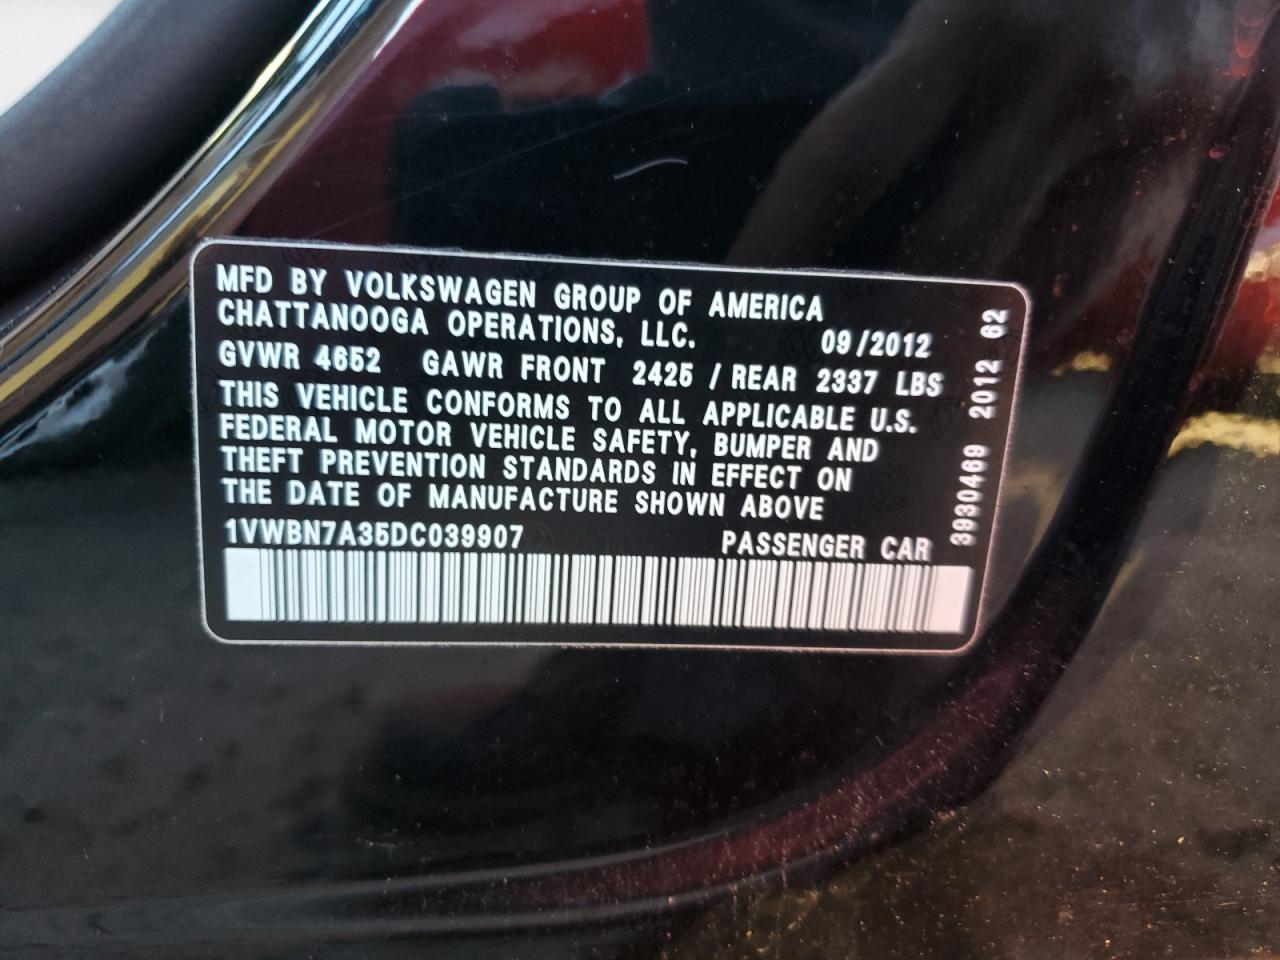 MFD BY VOLKSWAGEN GROUP OF AMERICA
CHATTANOOGA OPERATIONS, LLC. 09/2012
GVWR 4652 GAWR FRONT 2425 / REAR 2337 LBS
THIS VEHICLE CONFORMS TO ALL APPLICABLE U.S.
FEDERAL MOTOR VEHICLE SAFETY, BUMPER AND
THEFT PREVENTION STANDARDS IN EFFECT ON
THE DATE OF MANUFACTURE SHOWN ABOVE
1VWBN7A35DC039907 PASSENGER CAR
3930469 2012 62